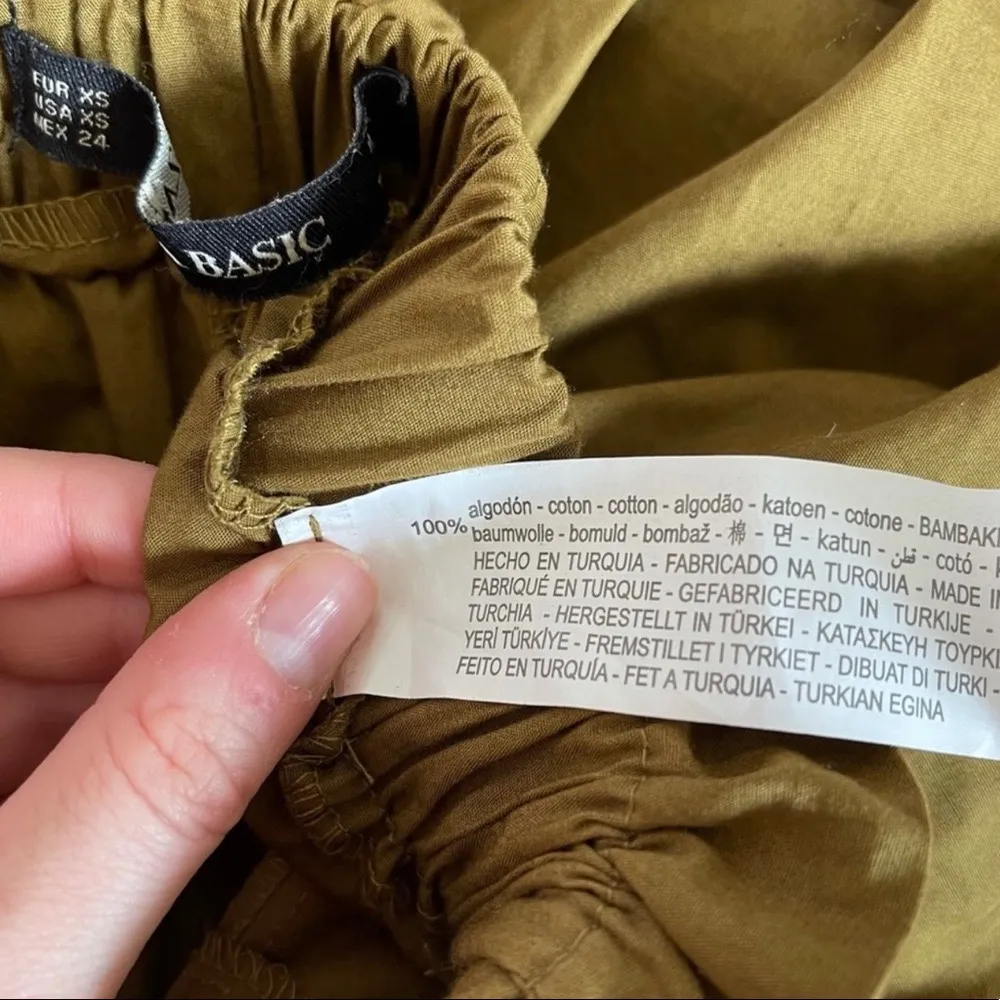 EUR XS
USA XS
MEX 24
BASIC
algodón - coton - cotton - algodão - katoen - cotone - BAMBAKI
100% baumwolle - bomuld - bombaž - 棉 - 면 - katun - قطن - cotó -
HECHO EN TURQUIA - FABRICADO NA TURQUIA - MADE IN
FABRIQUÉ EN TURQUIE - GEFABRICEERD IN TURKIJE -
TURCHIA - HERGESTELLT IN TÜRKEI - ΚΑΤΑΣΚΕΥΗ ΤΟΥΡΚΙ
YERİ TÜRKİYE - FREMSTILLET I TYRKIET - DIBUAT DI TURKI -
FEITO EN TURQUÍA - FET A TURQUIA - TURKIAN EGINA